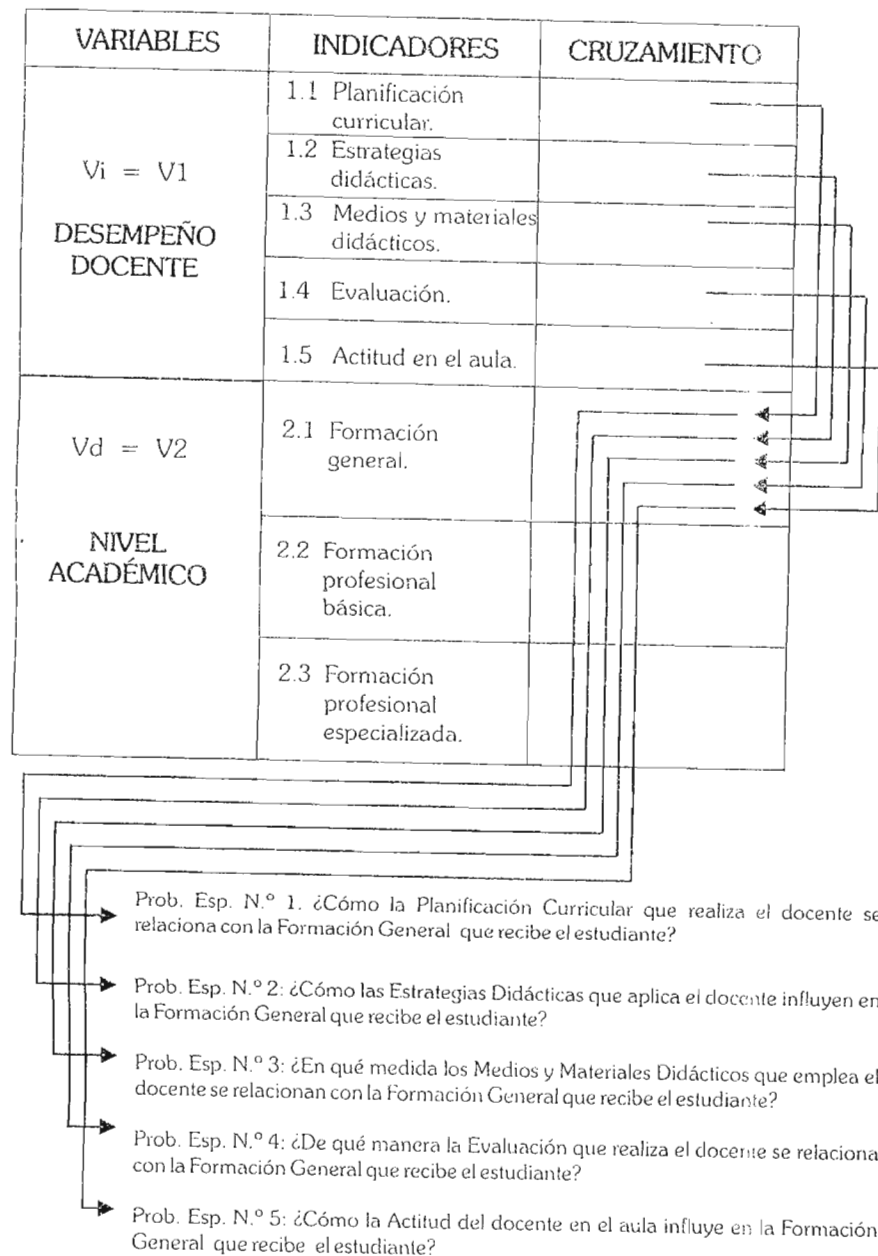 VARIABLES INDICADORES CRUZAMIENTO
1.1 Planificación
curricular.
1.2 Estrategias
didácticas.
Vi = V1
1.3 Medios y materiales
didácticos.
DESEMPEÑO
DOCENTE
1.4 Evaluación.
1.5 Actitud en el aula.
2.1 Formación
general.
Vd = V2
NIVEL
ACADÉMICO
2.2 Formación
profesional
básica.
2.3 Formación
profesional
especializada.
Prob. Esp. N.º 1. ¿Cómo la Planificación Curricular que realiza el docente se
relaciona con la Formación General que recibe el estudiante?
Prob. Esp. N.º 2: ¿Cómo las Estrategias Didácticas que aplica el docente influyen en
la Formación General que recibe el estudiante?
Prob. Esp. N.º 3: ¿En qué medida los Medios y Materiales Didácticos que emplea el
docente se relacionan con la Formación General que recibe el estudiante?
Prob. Esp. N.º 4: ¿De qué manera la Evaluación que realiza el docente se relaciona
con la Formación General que recibe el estudiante?
Prob. Esp. N.º 5: ¿Cómo la Actitud del docente en el aula influye en la Formación
General que recibe el estudiante?